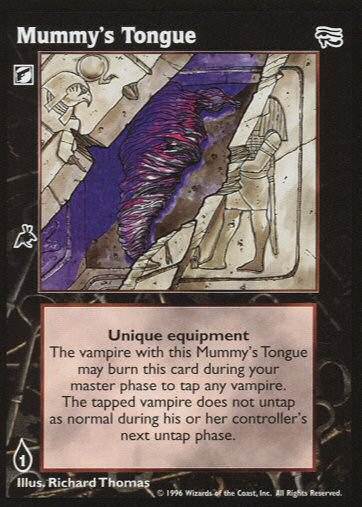 Mummy's Tongue
Unique equipment
The vampire with this Mummy's Tongue
may burn this card during your
master phase to tap any vampire.
The tapped vampire does not untap
as normal during his or her controller's
next untap phase.
1
Illus. Richard Thomas
© 1996 Wizards of the Coast, Inc. All Rights Reserved.